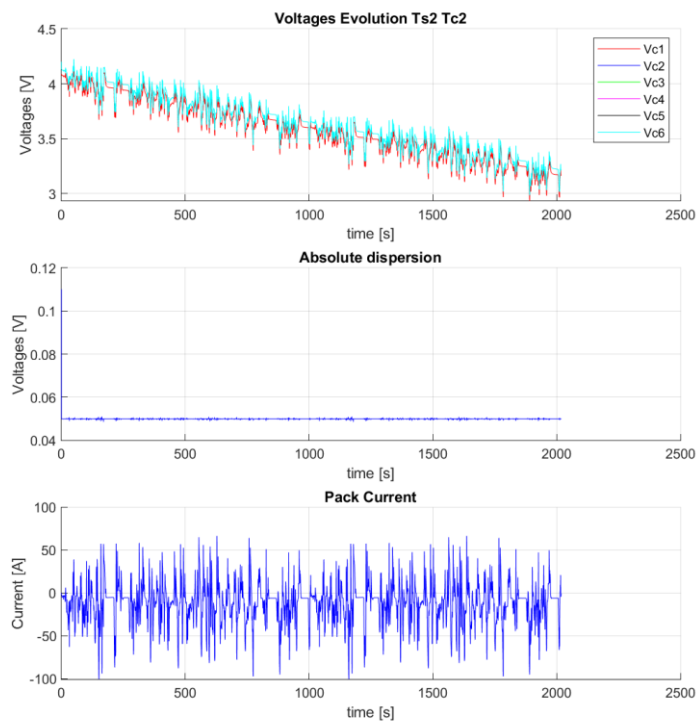 Voltages Evolution Ts2 Tc2
4.5
4
3.5
3
Voltages [V]
0 500 1000 1500 2000 2500
time [s]
Vc1
Vc2
Vc3
Vc4
Vc5
Vc6
Absolute dispersion
0.12
0.1
0.08
0.06
0.04
Voltages [V]
0 500 1000 1500 2000 2500
time [s]
Pack Current
100
50
0
-50
-100
Current [A]
0 500 1000 1500 2000 2500
time [s]